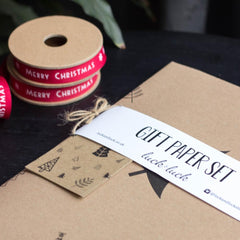 MERRY CHRISTMAS
MERRY CHRISTMAS
GIFT PAPER SET
luck luck